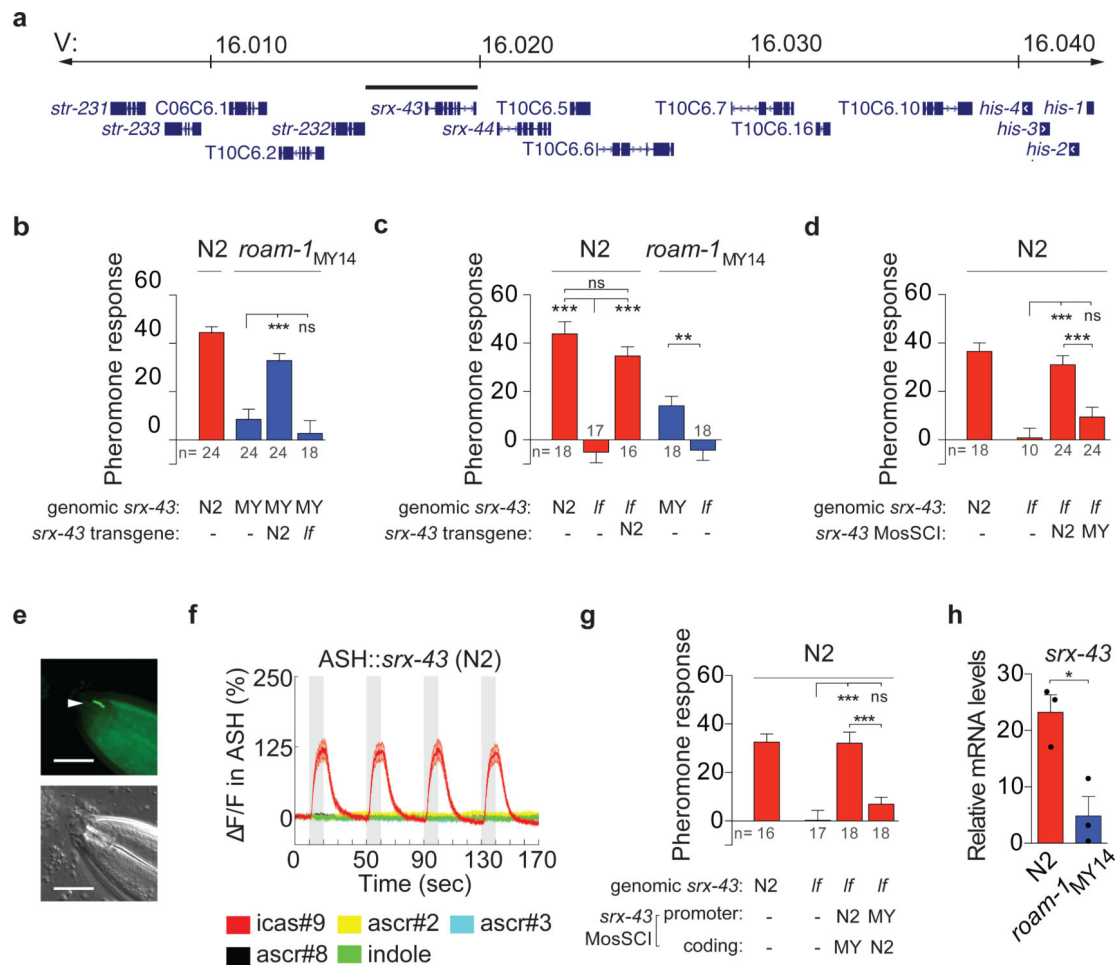 a
V: 16.010 16.020 16.030 16.040
str-231 C06C6.1 srx-43 T10C6.5 T10C6.7 T10C6.10 his-4 his-1
str-233 str-232 srx-44 T10C6.16 his-3
T10C6.2 T10C6.6 his-2
b
N2 roam-1MY14
Pheromone response
60
40
20
0
*** ns
n= 24 24 24 18
genomic srx-43: N2 MY MY MY
srx-43 transgene: - - N2 lf
c
N2 roam-1MY14
Pheromone response
60
40
20
0
ns
*** *** **
n= 18 17 16 18 18
genomic srx-43: N2 lf lf MY lf
srx-43 transgene: - - N2 - -
d
N2
Pheromone response
60
40
20
0
*** ns
***
n= 18 10 24 24
genomic srx-43: N2 lf lf lf
srx-43 MosSCI: - - N2 MY
e
f
ASH::srx-43 (N2)
ΔF/F in ASH (%)
250
125
0
0 50 90 130 170
Time (sec)
icas#9 ascr#2 ascr#3
ascr#8 indole
g
N2
Pheromone response
60
40
20
0
*** ns
***
n= 16 17 18 18
genomic srx-43: N2 lf lf lf
srx-43 MosSCI
promoter: - - N2 MY
coding: - - MY N2
h
srx-43
Relative mRNA levels
30
20
10
0
*
N2
roam-1MY14